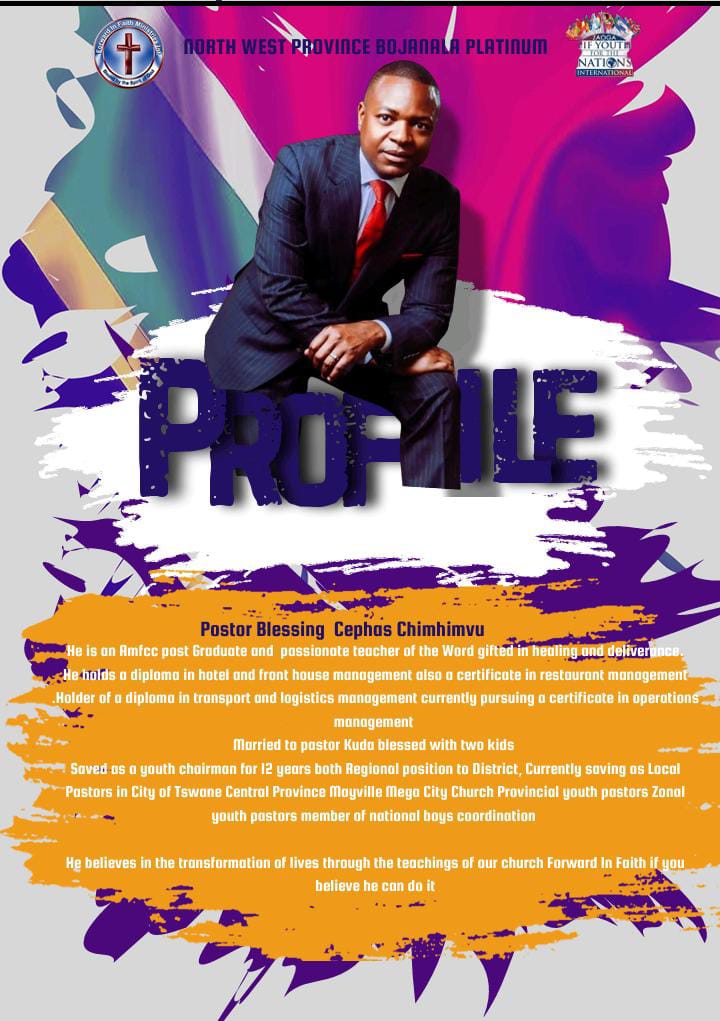 Forward In Faith Ministries Int'l
NORTH WEST PROVINCE BOJANALA PLATINUM
ZAOGA
IF YOUTH
FOR THE
NATIONS
INTERNATIONAL
PROFILE
Pastor Blessing Cephas Chimhimvu
He is an Amfcc post Graduate and passionate teacher of the Word gifted in healing and deliverance.
He holds a diploma in hotel and front house management also a certificate in restaurant management
.Holder of a diploma in transport and logistics management currently pursuing a certificate in operations
management
Married to pastor Kuda blessed with two kids
Saved as a youth chairman for 12 years both Regional position to District, Currently saving as Local
Pastors in City of Tswane Central Province Mayville Mega City Church Provincial youth pastors Zonal
youth pastors member of national boys coordination
He believes in the transformation of lives through the teachings of our church Forward In Faith if you
believe he can do it